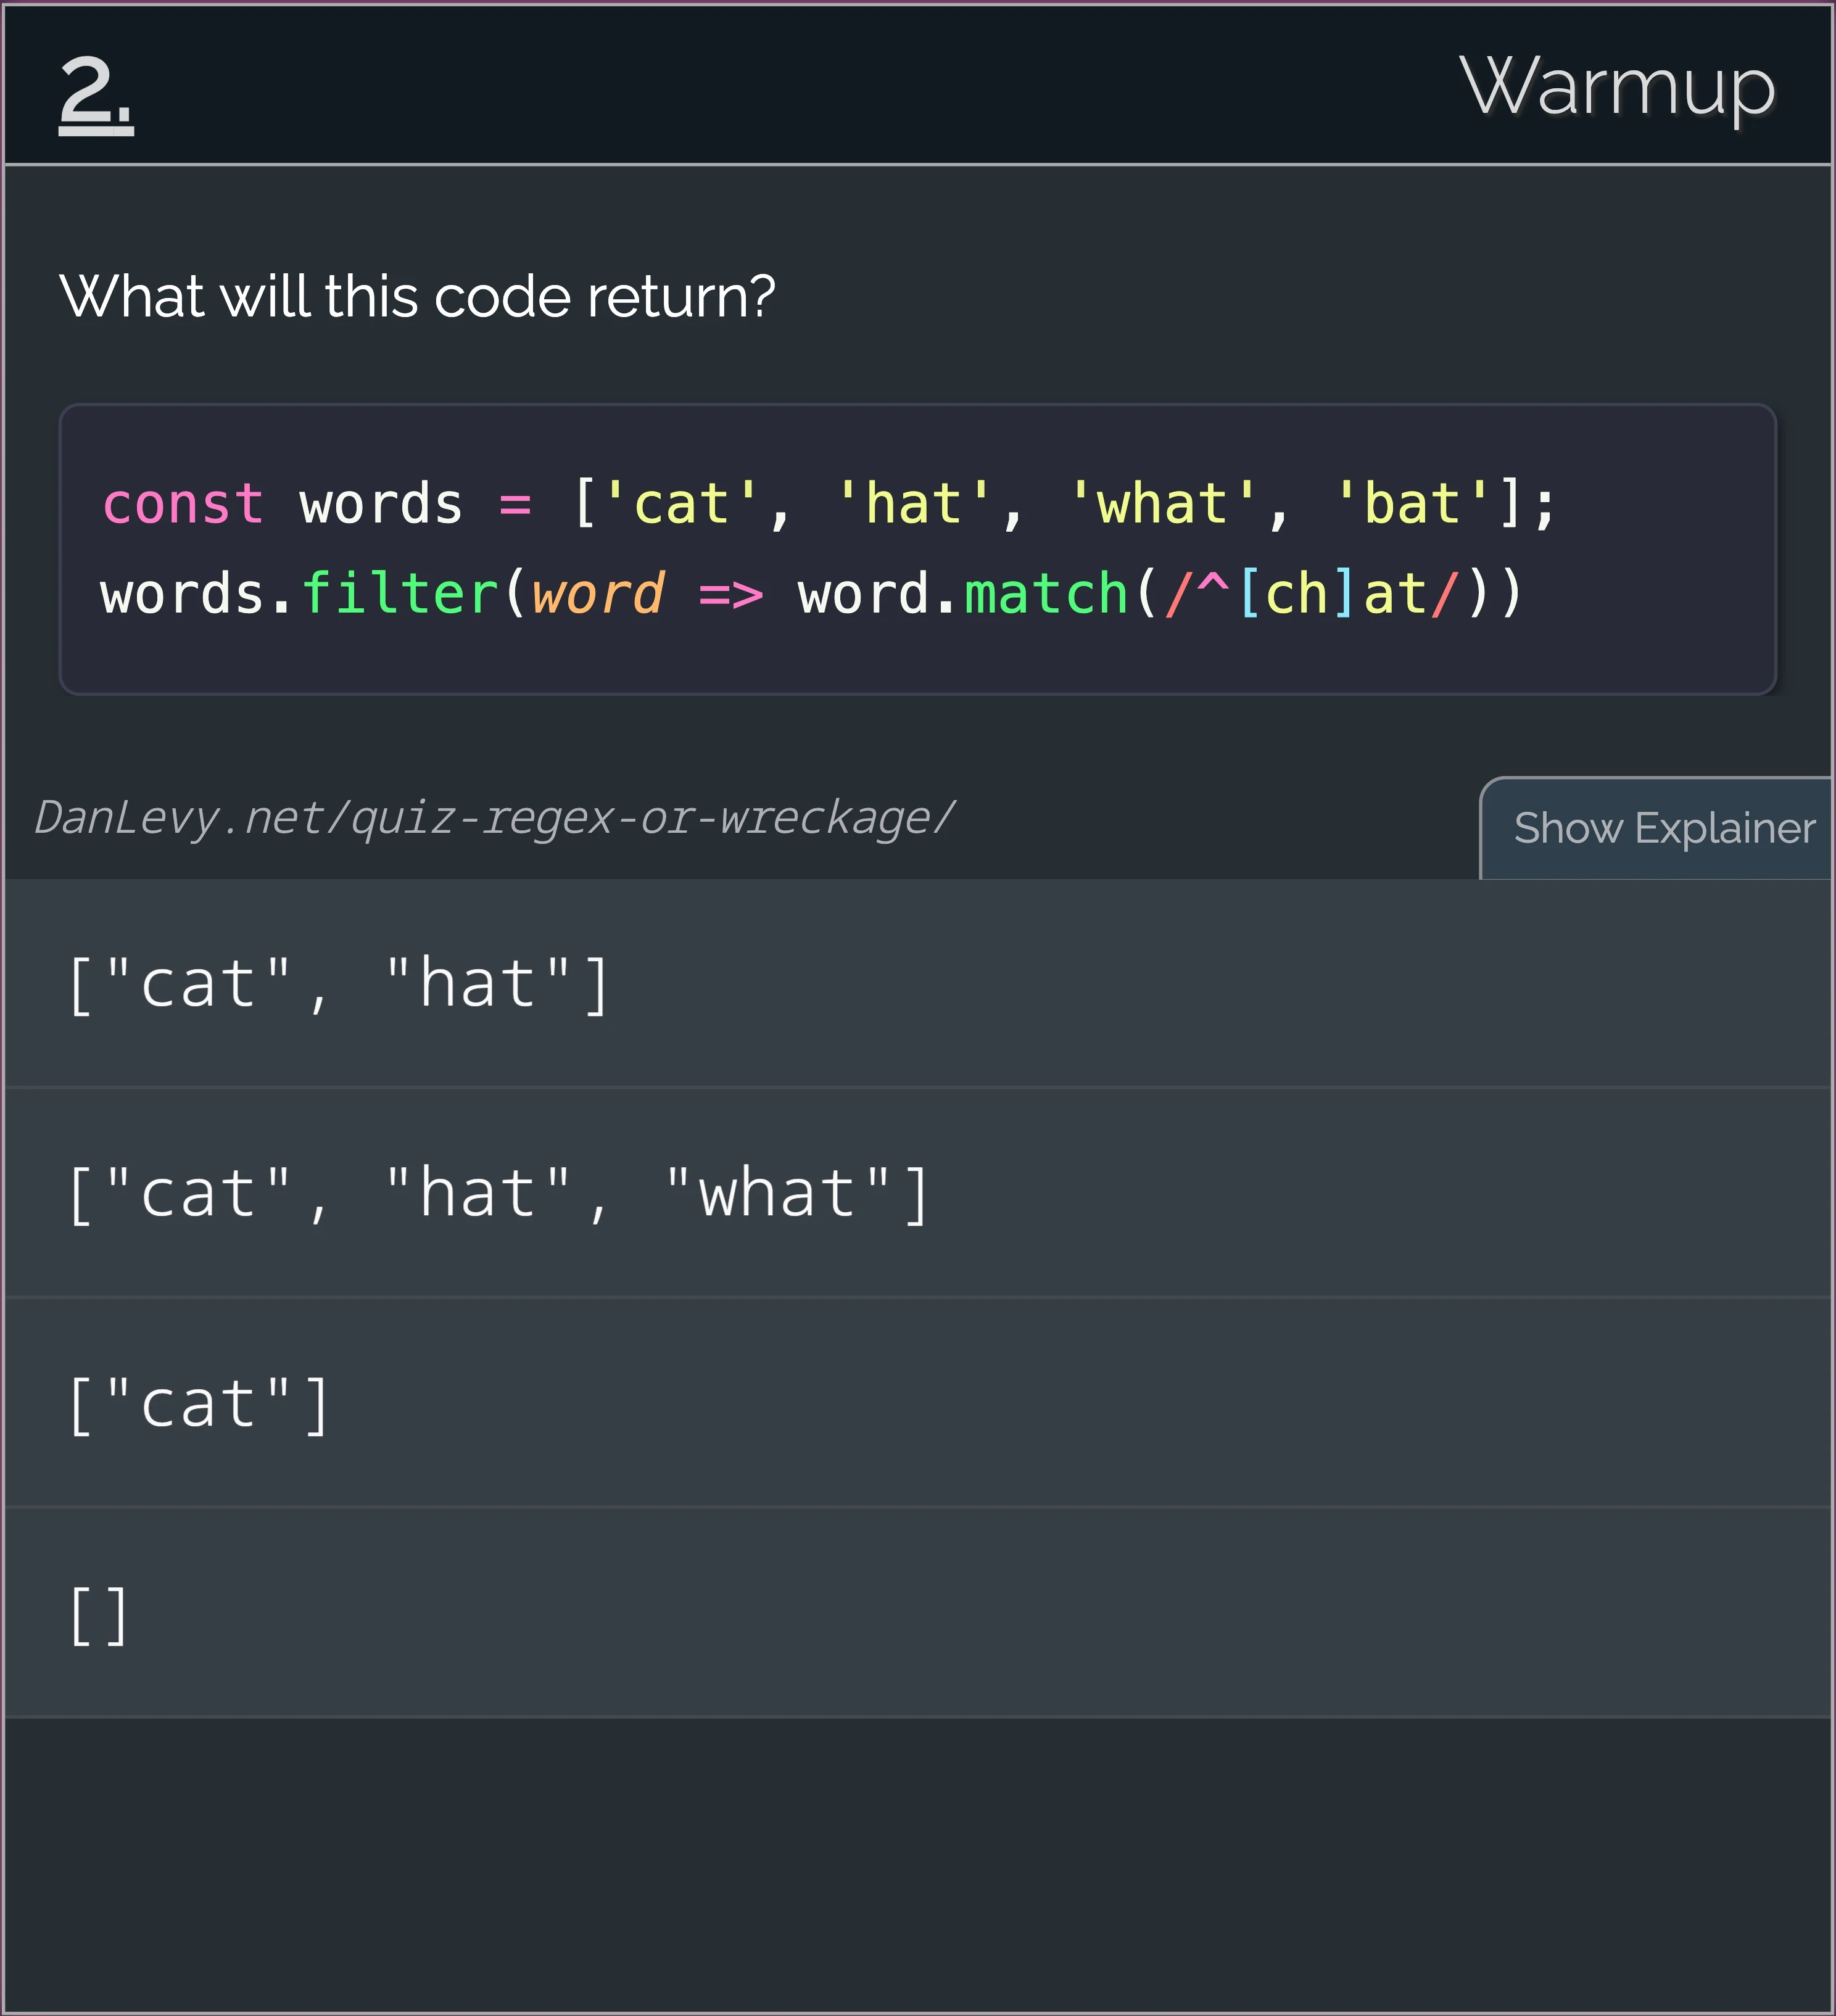 2.
Warmup
What will this code return?
const words = ['cat', 'hat', 'what', 'bat'];
words.filter(word => word.match(/^[ch]at/))
DanLevy.net/quiz-regex-or-wreckage/
Show Explainer
["cat", "hat"]
["cat", "hat", "what"]
["cat"]
[]